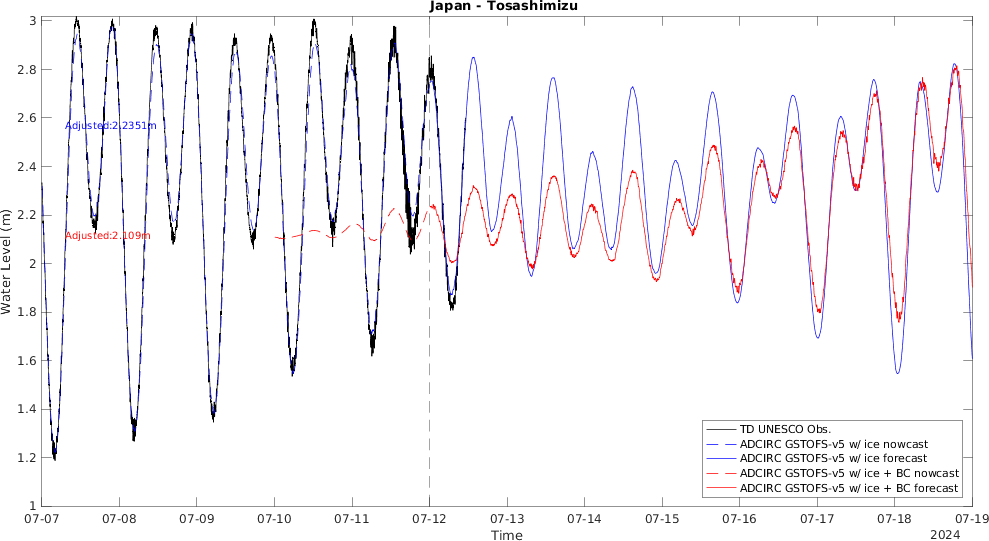 Japan - Tosashimizu
Water Level (m)
3
2.8
2.6
2.4
2.2
2
1.8
1.6
1.4
1.2
1
Adjusted:2.2351m
Adjusted:2.109m
TD UNESCO Obs.
ADCIRC GSTOFS-v5 w/ ice nowcast
ADCIRC GSTOFS-v5 w/ ice forecast
ADCIRC GSTOFS-v5 w/ ice + BC nowcast
ADCIRC GSTOFS-v5 w/ ice + BC forecast
07-07 07-08 07-09 07-10 07-11 07-12 07-13 07-14 07-15 07-16 07-17 07-18 07-19
Time
2024